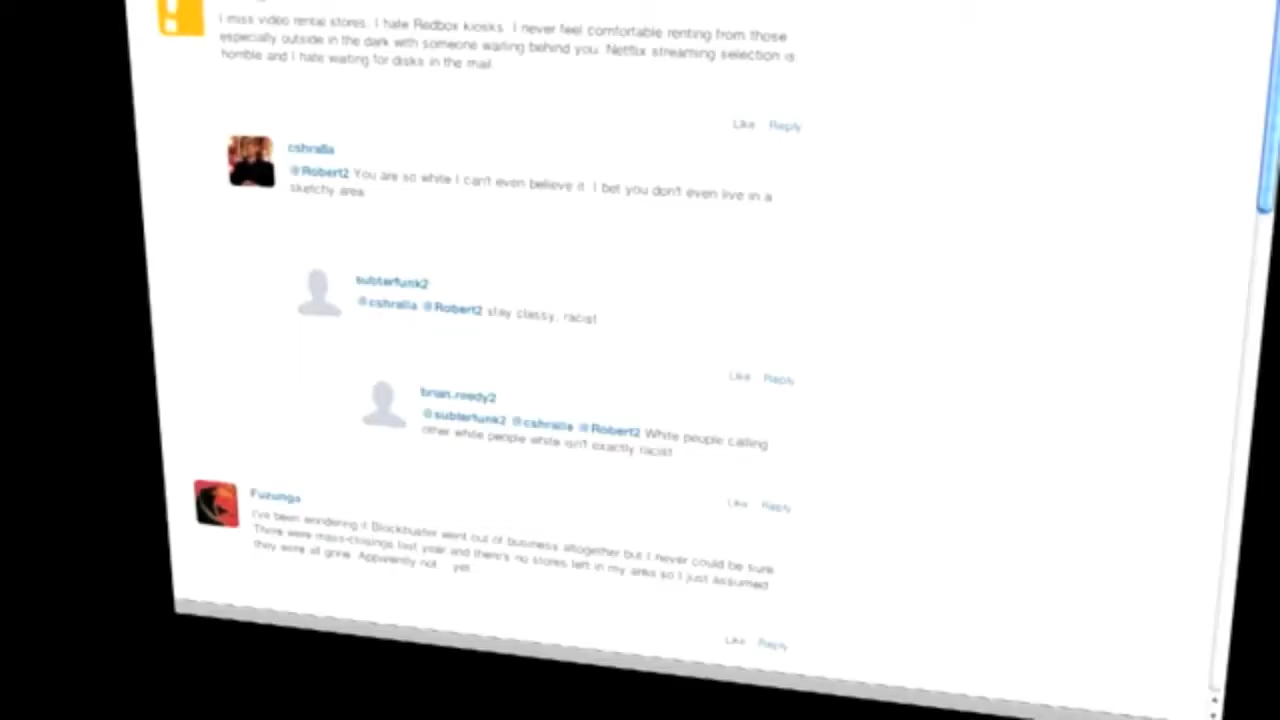 I miss video rental stores. I hate Redbox kiosks. I never feel comfortable renting from those
especially outside in the dark with someone waiting behind you. Netflix streaming selection is
horrible and I hate waiting for disks in the mail.
Like Reply
cshralla
@Robert2 You are so white I can't even believe it. I bet you don't even live in a
sketchy area.
subterfunk2
@cshralla @Robert2 stay classy, racist
Like Reply
brian.reedy2
@subterfunk2 @cshralla @Robert2 White people calling
other white people white isn't exactly racist
Like Reply
Fuzunga
I've been wondering if Blockbuster went out of business altogether but I never could be sure
There were mass-closings last year and there's no stores left in my area so I just assumed
they were all gone. Apparently not... yet.
Like Reply